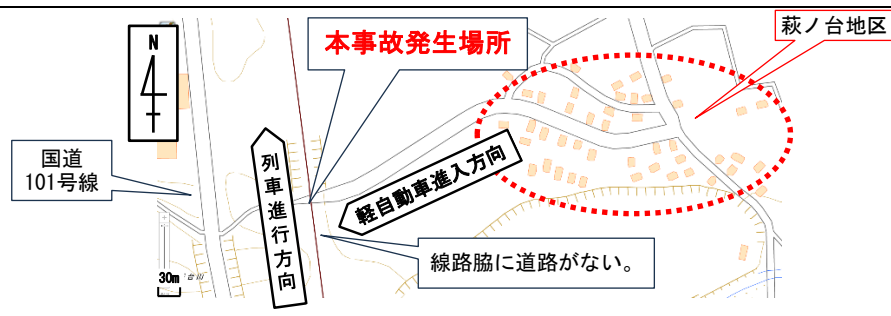 萩ノ台地区
本事故発生場所
N
国道
101号線
列車進行方向
軽自動車進入方向
線路脇に道路がない。
30m